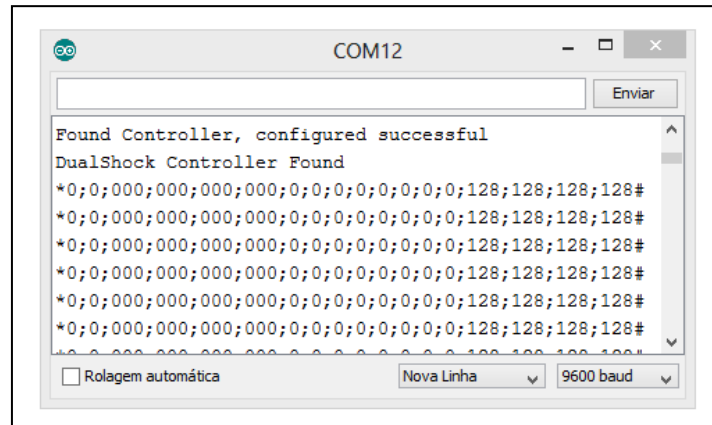 COM12
Enviar
Found Controller, configured successful
DualShock Controller Found
*0;0;000;000;000;000;0;0;0;0;0;0;0;0;128;128;128;128#
*0;0;000;000;000;000;0;0;0;0;0;0;0;0;128;128;128;128#
*0;0;000;000;000;000;0;0;0;0;0;0;0;0;128;128;128;128#
*0;0;000;000;000;000;0;0;0;0;0;0;0;0;128;128;128;128#
*0;0;000;000;000;000;0;0;0;0;0;0;0;0;128;128;128;128#
*0;0;000;000;000;000;0;0;0;0;0;0;0;0;128;128;128;128#
Rolagem automática Nova Linha 9600 baud